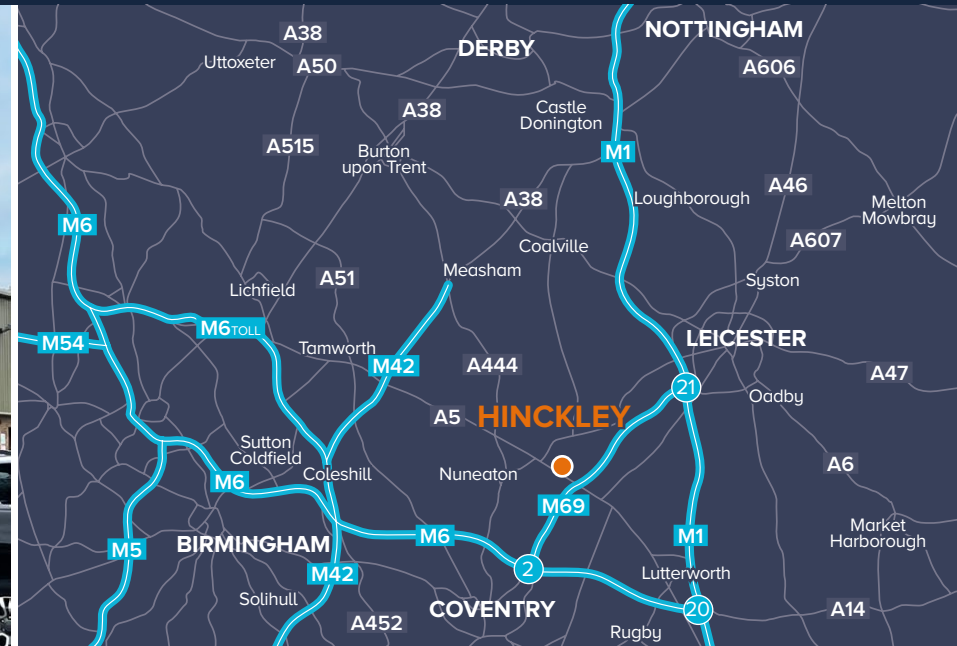 NOTTINGHAM
A38
DERBY
Uttoxeter
A50
A606
Castle
Donington
A38
A515
Burton
upon Trent
M1
A46
Loughborough
A38
Melton
Mowbray
M6
A607
Coalville
Measham
A51
Syston
Lichfield
M6TOLL
LEICESTER
M54
Tamworth
M42
A444
A47
21
Oadby
A5
HINCKLEY
Sutton
Coldfield
A6
Coleshill
Nuneaton
M6
M69
Market
Harborough
M6
M1
BIRMINGHAM
M5
2
M42
Lutterworth
Solihull
COVENTRY
20
A14
A452
Rugby